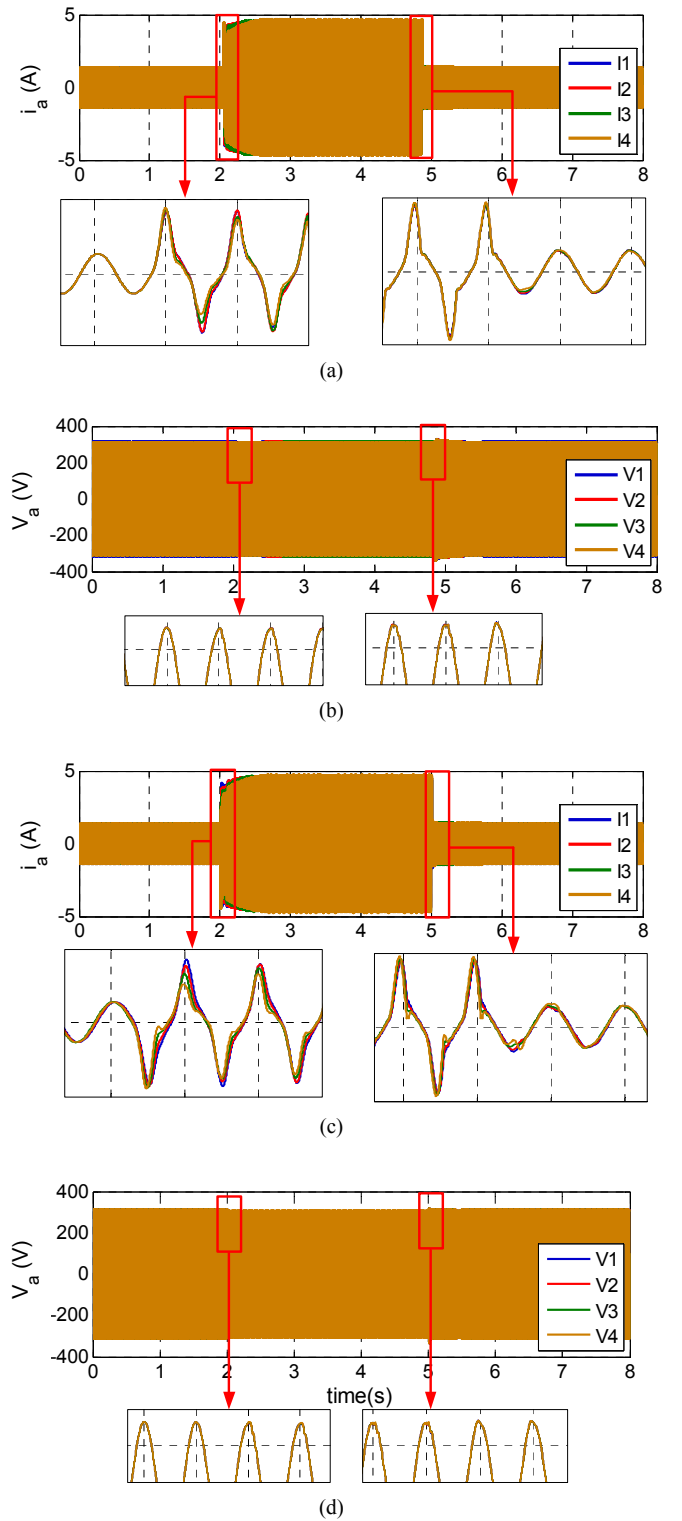 5
0
-5
i_a (A)
I1
I2
I3
I4
0 1 2 3 4 5 6 7 8
(a)
400
200
0
-200
-400
V_a (V)
V1
V2
V3
V4
0 1 2 3 4 5 6 7 8
(b)
5
0
-5
i_a (A)
I1
I2
I3
I4
0 1 2 3 4 5 6 7 8
(c)
400
200
0
-200
-400
V_a (V)
V1
V2
V3
V4
0 1 2 3 4 5 6 7 8
time(s)
(d)